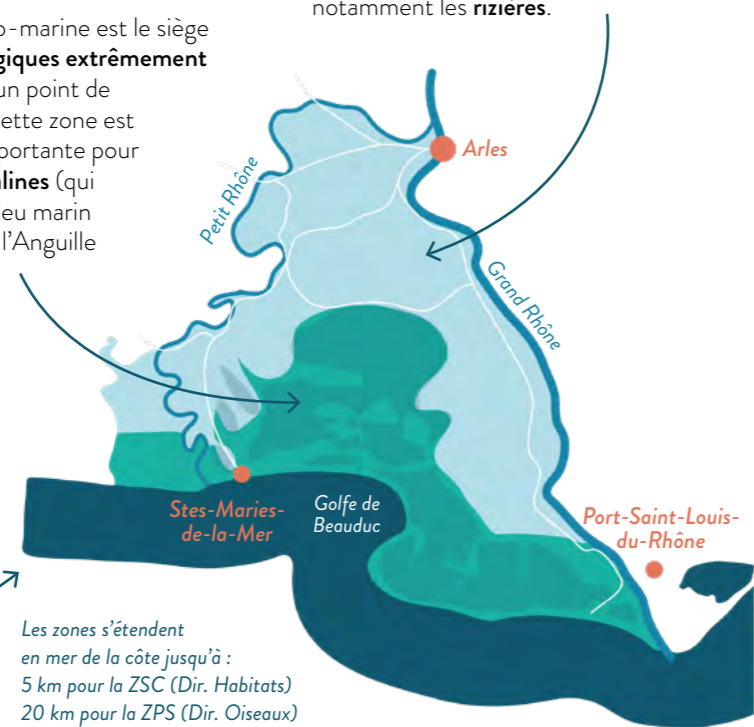 notamment les rizières.
-marine est le siège
giques extrêmement
un point de
ette zone est
portante pour
lines (qui
ieu marin
l'Anguille
Arles
Petit Rhône
Grand Rhône
Stes-Maries-
de-la-Mer
Golfe de
Beauduc
Port-Saint-Louis-
du-Rhône
Les zones s'étendent
en mer de la côte jusqu'à :
5 km pour la ZSC (Dir. Habitats)
20 km pour la ZPS (Dir. Oiseaux)